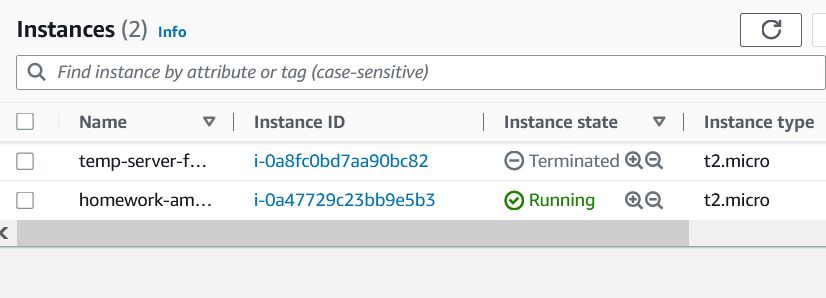 Instances (2) Info
Find instance by attribute or tag (case-sensitive)
Name Instance ID Instance state Instance type
temp-server-f... i-0a8fc0bd7aa90bc82 Terminated t2.micro
homework-am... i-0a47729c23bb9e5b3 Running t2.micro